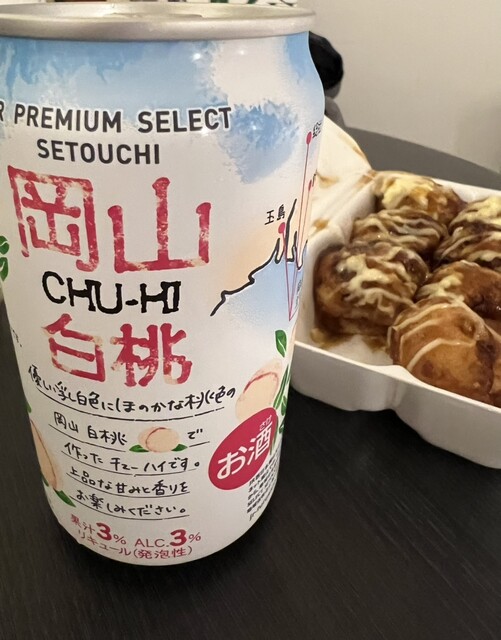 R PREMIUM SELECT
SETOUCHI
岡山
CHU-HI
白桃
優しい乳白色にほのかな桃色の
岡山 白桃 で
作ったチューハイです。
上品な甘みと香りを
お楽しみください。
果汁3% ALC.3%
リキュール(発泡性)
お酒
玉島